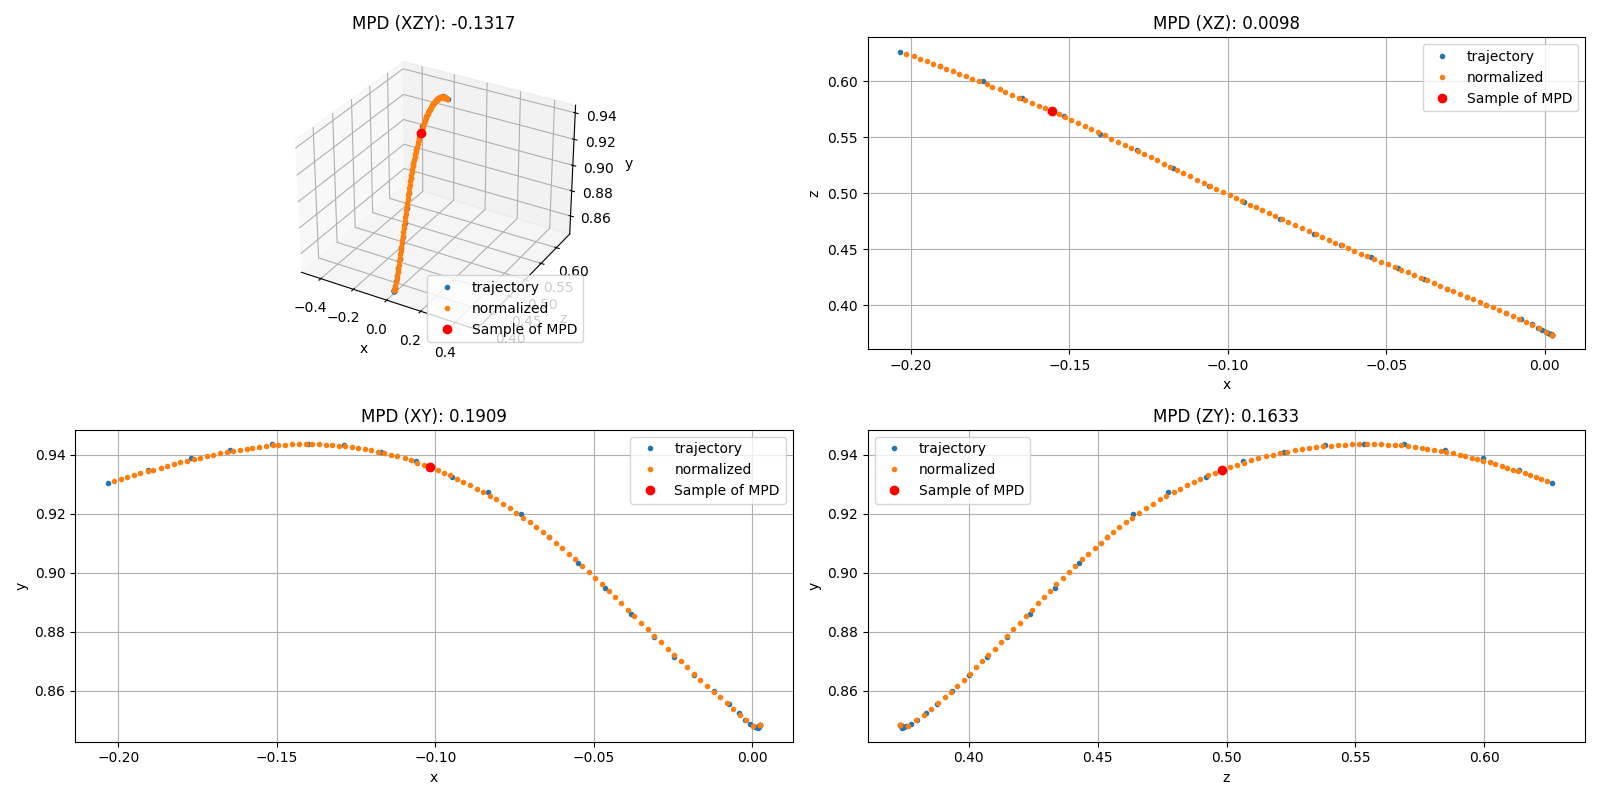 MPD (XZY): -0.1317
0.94
0.92
0.90
0.88
0.86
y
0.60
0.55
0.50
0.45
0.40
z
−0.4
−0.2
0.0
0.2
0.4
x
trajectory
normalized
Sample of MPD
MPD (XZ): 0.0098
trajectory
normalized
Sample of MPD
0.60
0.55
0.50
0.45
0.40
z
−0.20 −0.15 −0.10 −0.05 0.00
x
MPD (XY): 0.1909
trajectory
normalized
Sample of MPD
0.94
0.92
0.90
0.88
0.86
y
−0.20 −0.15 −0.10 −0.05 0.00
x
MPD (ZY): 0.1633
trajectory
normalized
Sample of MPD
0.94
0.92
0.90
0.88
0.86
y
0.40 0.45 0.50 0.55 0.60
z